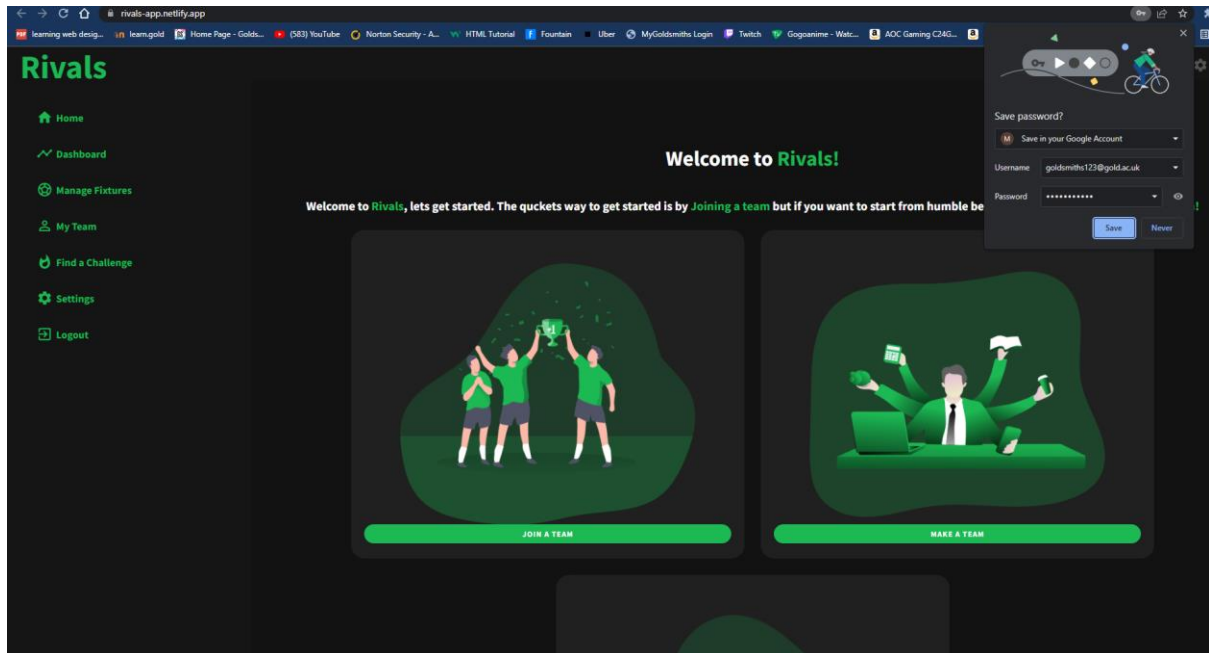 rivals-app.netlify.app
learning web desig...
learn.gold
Home Page - Golds...
(583) YouTube
Norton Security - A...
HTML Tutorial
Fountain
Uber
MyGoldsmiths Login
Twitch
Gogoanime - Watc...
AOC Gaming C24G...
Rivals
Home
Dashboard
Manage Fixtures
My Team
Find a Challenge
Settings
Logout
Welcome to Rivals!
Welcome to Rivals, lets get started. The quckets way to get started is by Joining a team but if you want to start from humble be
JOIN A TEAM
MAKE A TEAM
Save password?
M Save in your Google Account
Username goldsmiths123@gold.ac.uk
Password •••••••••••
Save Never